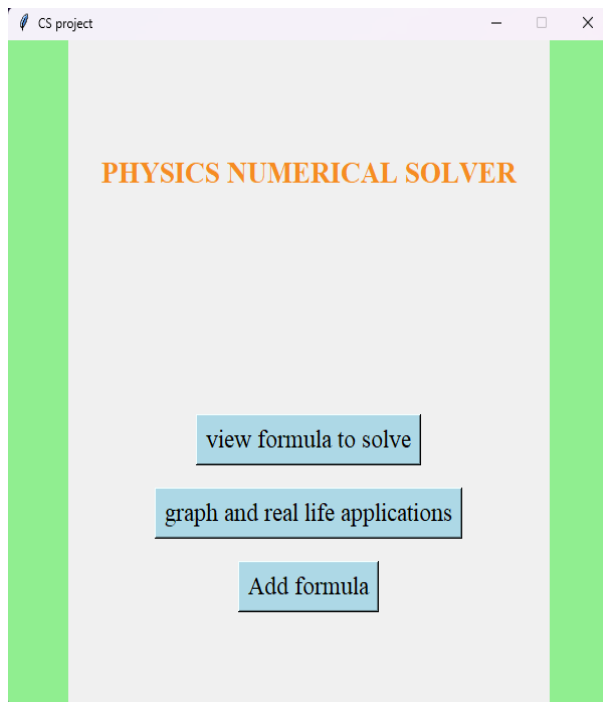 CS project
PHYSICS NUMERICAL SOLVER
view formula to solve
graph and real life applications
Add formula